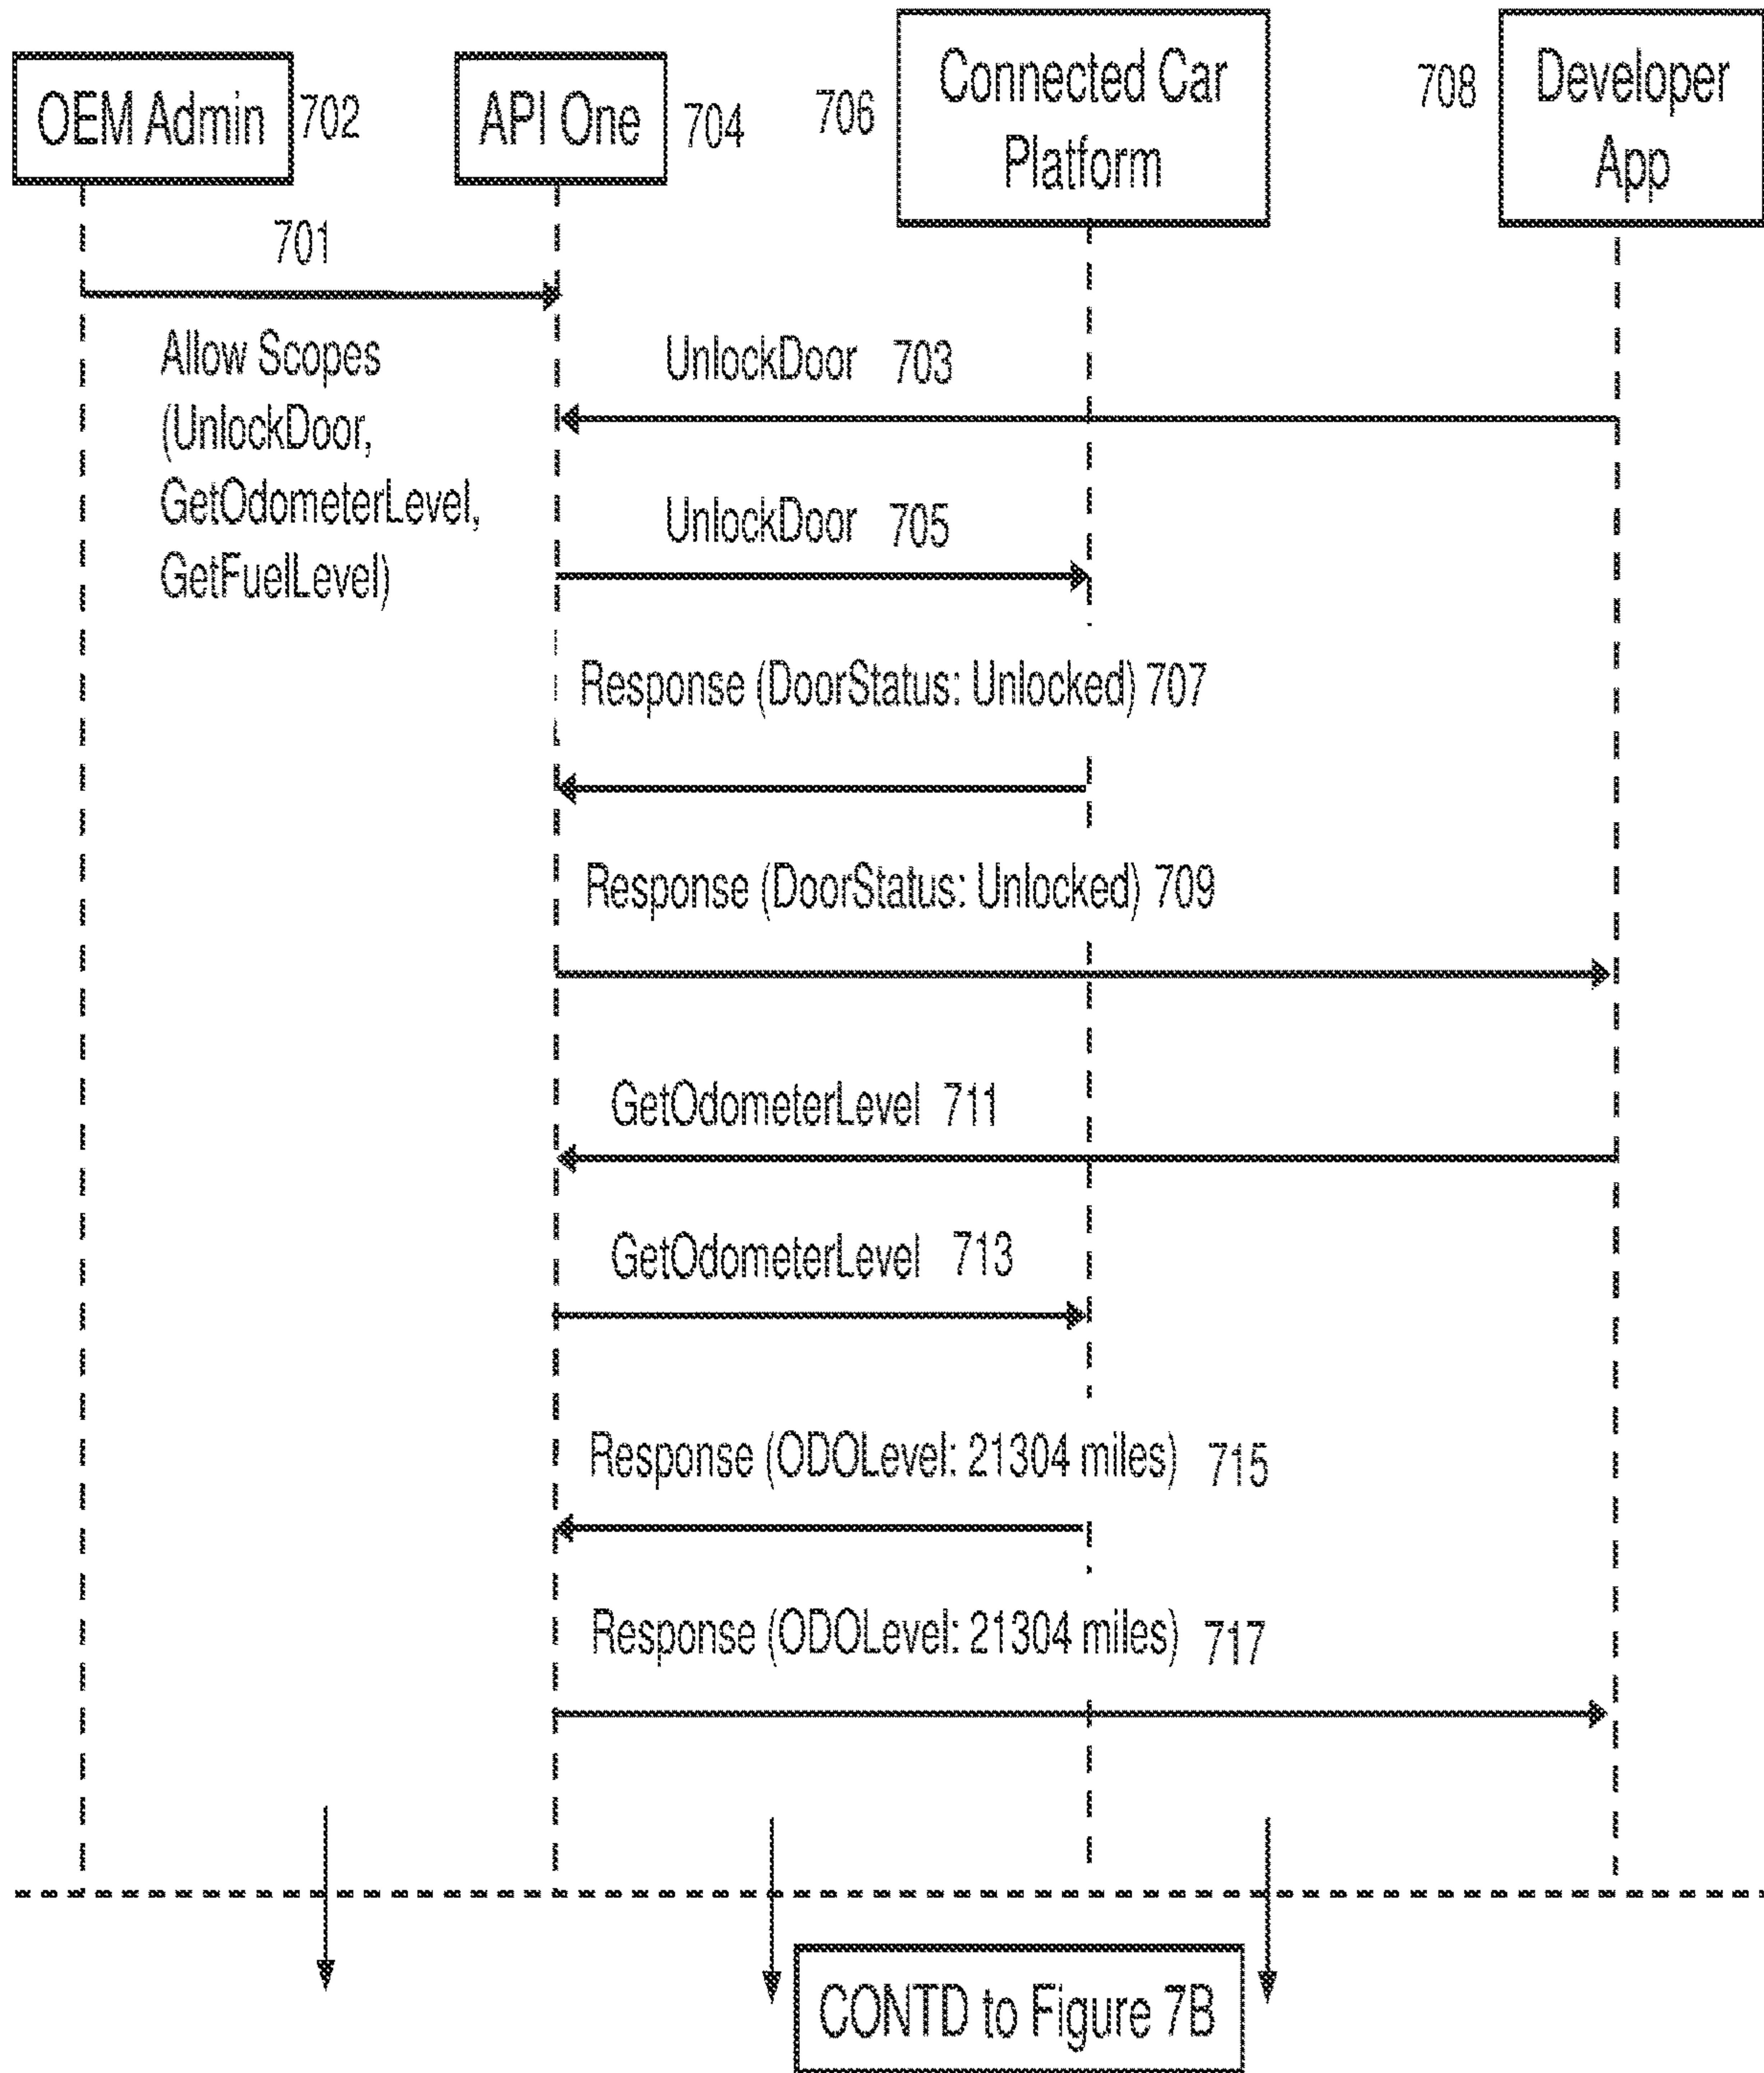 OEM Admin 702
API One 704
706 Connected Car
Platform
708 Developer
App
701
Allow Scopes
(UnlockDoor,
GetOdometerLevel,
GetFuelLevel)
UnlockDoor 703
UnlockDoor 705
Response (DoorStatus: Unlocked) 707
Response (DoorStatus: Unlocked) 709
GetOdometerLevel 711
GetOdometerLevel 713
Response (ODOLevel: 21304 miles) 715
Response (ODOLevel: 21304 miles) 717
CONTD to Figure 7B